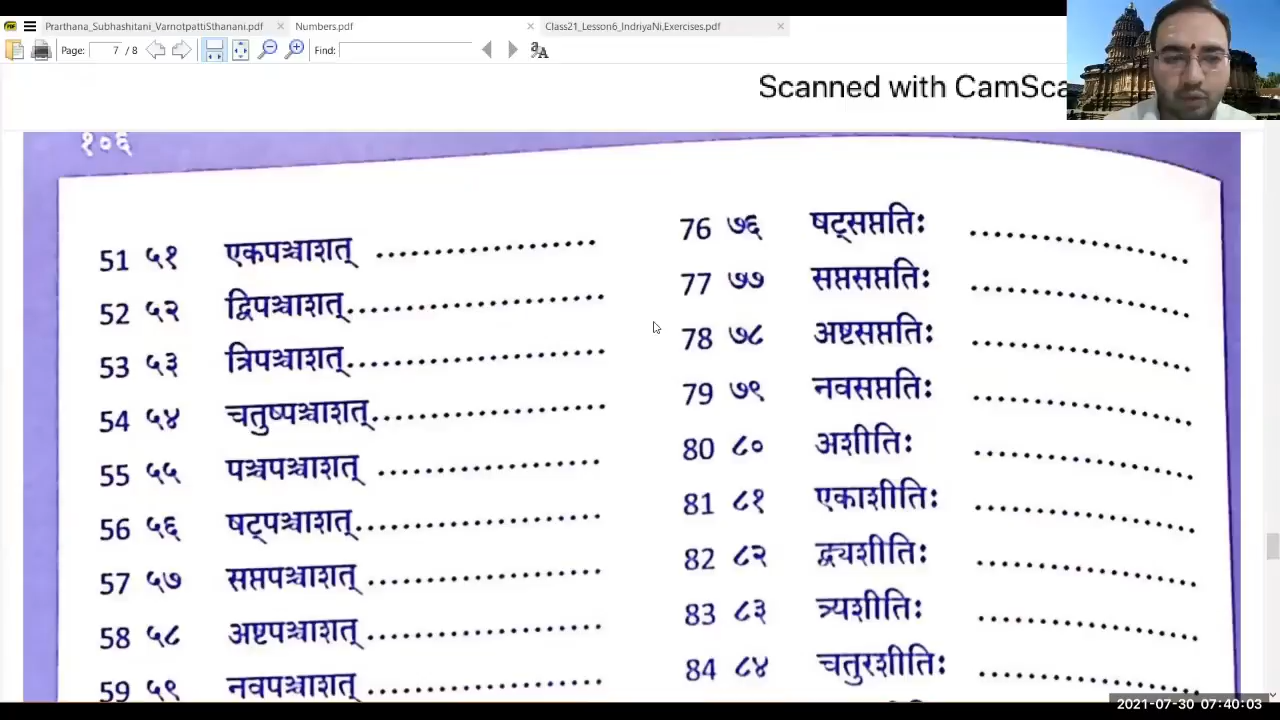 Prarthana_Subhashitani_VarnotpattiSthanani.pdf × Numbers.pdf × Class21_Lesson6_IndriyaNi,Exercises.pdf ×
Page: 7 / 8 Find:
Scanned with CamSca
१०६
51 ५१ एकपञ्चाशत् ..................
52 ५२ द्विपञ्चाशत्.....................
53 ५३ त्रिपञ्चाशत्.....................
54 ५४ चतुष्पञ्चाशत्...................
55 ५५ पञ्चपञ्चाशत् ..................
56 ५६ षट्पञ्चाशत्....................
57 ५७ सप्तपञ्चाशत् ...................
58 ५८ अष्टपञ्चाशत् ...................
59 ५९ नवपञ्चाशत् ...................
76 ७६ षट्सप्ततिः ..................
77 ७७ सप्तसप्ततिः ..................
78 ७८ अष्टसप्ततिः ..................
79 ७९ नवसप्ततिः ..................
80 ८० अशीतिः ..................
81 ८१ एकाशीतिः ..................
82 ८२ द्व्यशीतिः ..................
83 ८३ त्र्यशीतिः ..................
84 ८४ चतुरशीतिः ..................
2021-07-30 07:40:03